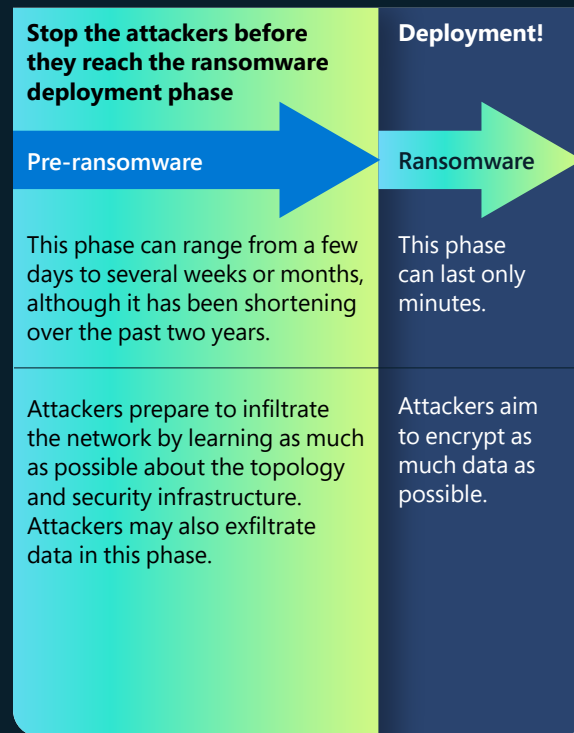 Stop the attackers before
they reach the ransomware
deployment phase
Pre-ransomware
This phase can range from a few
days to several weeks or months,
although it has been shortening
over the past two years.
Attackers prepare to infiltrate
the network by learning as much
as possible about the topology
and security infrastructure.
Attackers may also exfiltrate
data in this phase.
Deployment!
Ransomware
This phase
can last only
minutes.
Attackers aim
to encrypt as
much data as
possible.